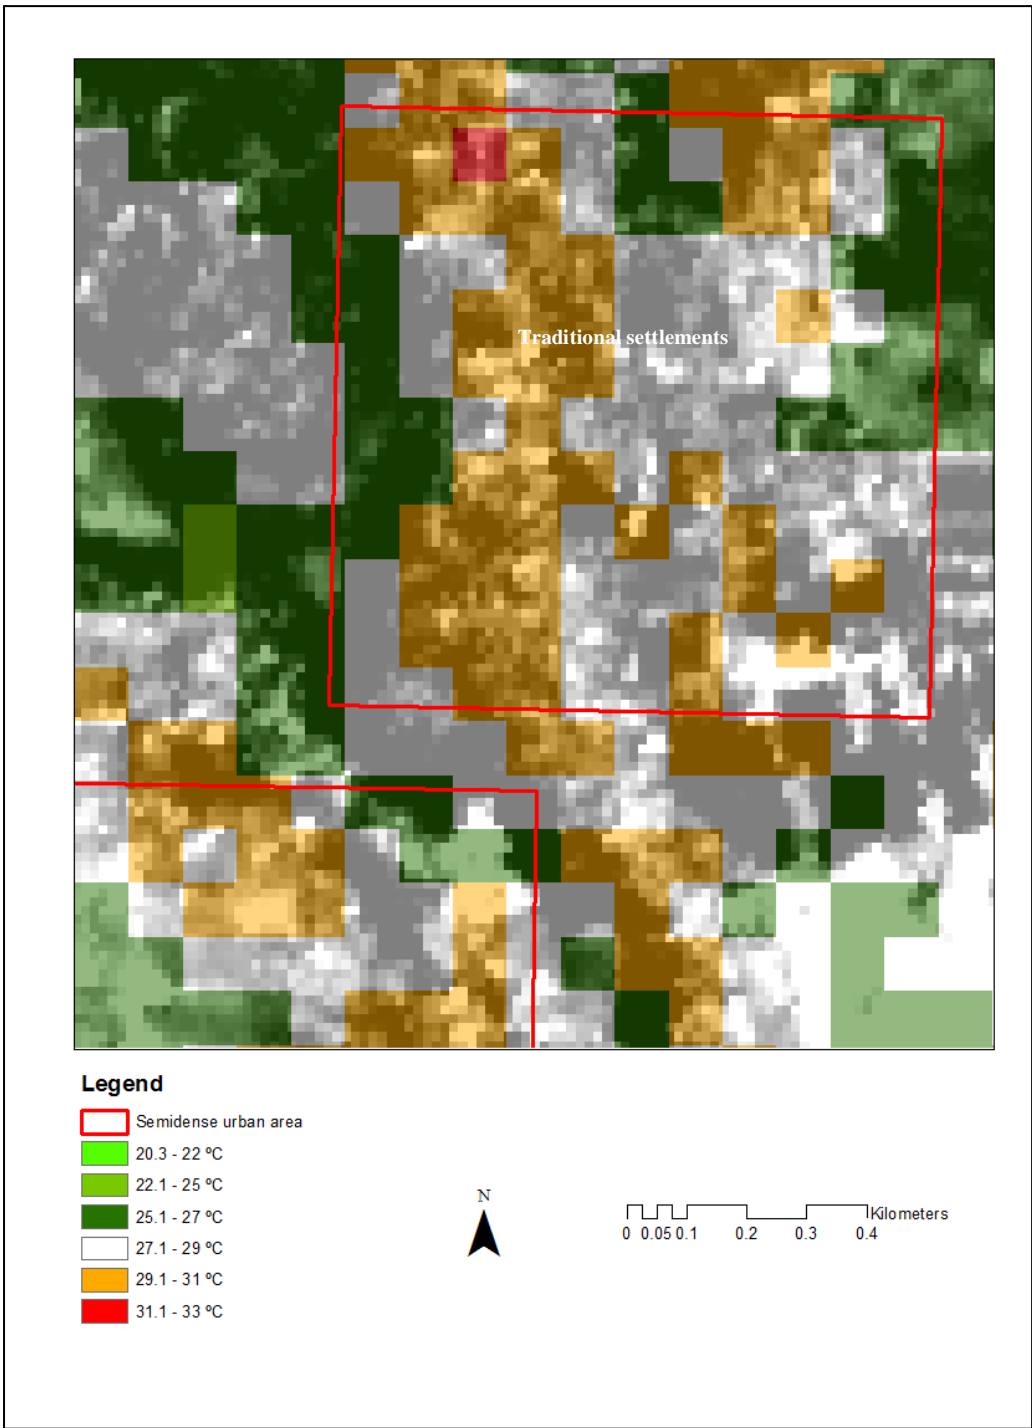 Traditional settlements
Legend
Semidense urban area
20.3 - 22 ºC
22.1 - 25 ºC
25.1 - 27 ºC
27.1 - 29 ºC
29.1 - 31 ºC
31.1 - 33 ºC
N
Kilometers
0 0.05 0.1 0.2 0.3 0.4